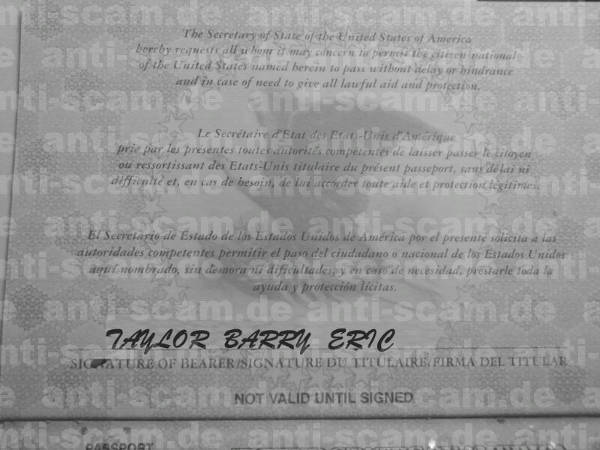 The Secretary of State of the United States of America
hereby requests all whom it may concern to permit the citizen national
of the United States named herein to pass without delay or hindrance
and in case of need to give all lawful aid and protection.
Le Secrétaire d'Etat des Etats-Unis d'Amérique
prie par les présentes toutes autorités compétentes de laisser passer le citoyen
ou ressortissant des Etats-Unis titulaire du présent passeport, sans délai ni
difficulté et, en cas de besoin, de lui accorder toute aide et protection légitimes.
El Secretario de Estado de los Estados Unidos de América por el presente solicita a las
autoridades competentes permitir el paso del ciudadano o nacional de los Estados Unidos
aquí nombrado, sin demora ni dificultades, y en caso de necesidad, prestarle toda la
ayuda y protección lícitas.
TAYLOR BARRY ERIC
SIGNATURE OF BEARER/SIGNATURE DU TITULAIRE/FIRMA DEL TITULAR
NOT VALID UNTIL SIGNED
PASSPORT
anti-scam.de